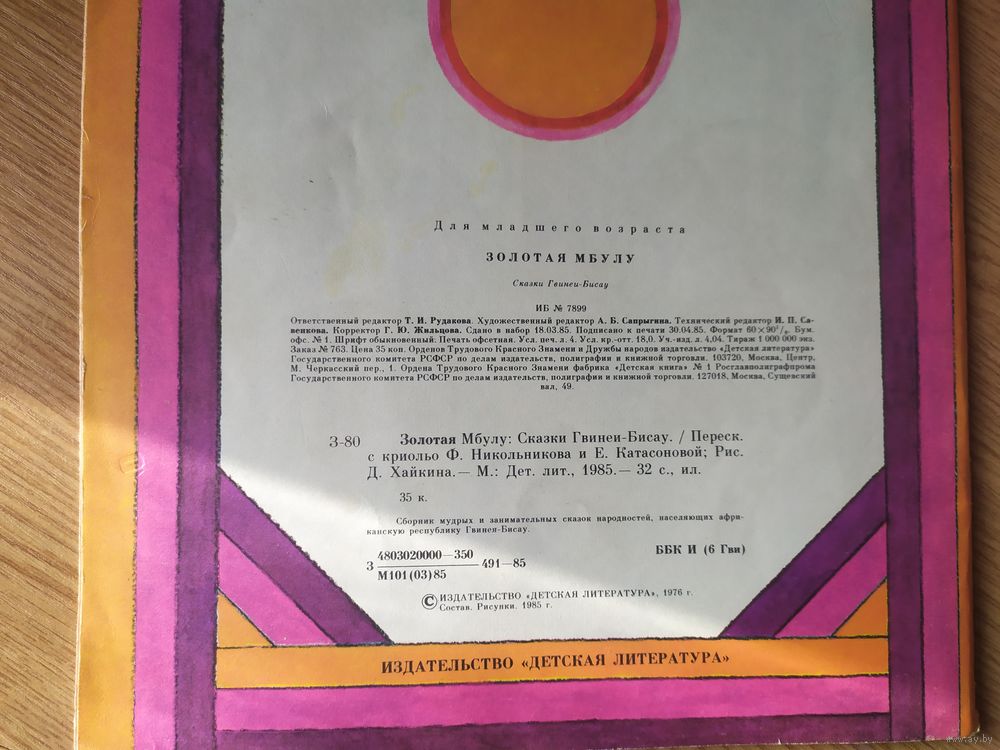 Для младшего возраста
ЗОЛОТАЯ МБУЛУ
Сказки Гвинеи-Бисау
ИБ № 7899
Ответственный редактор Т. И. Рудакова. Художественный редактор А. Б. Сапрыгина. Технический редактор И. П. Са-
венкова. Корректор Г. Ю. Жильцова. Сдано в набор 18.03.85. Подписано к печати 30.04.85. Формат 60×90¹/₈. Бум.
офс. № 1. Шрифт обыкновенный. Печать офсетная. Усл. печ. л. 4. Усл. кр.-отт. 18,0. Уч.-изд. л. 4,04. Тираж 1 000 000 экз.
Заказ № 763. Цена 35 коп. Орденов Трудового Красного Знамени и Дружбы народов издательство «Детская литература»
Государственного комитета РСФСР по делам издательств, полиграфии и книжной торговли. 103720, Москва, Центр,
М. Черкасский пер., 1. Ордена Трудового Красного Знамени фабрика «Детская книга» № 1 Росглавполиграфпрома
Государственного комитета РСФСР по делам издательств, полиграфии и книжной торговли. 127018, Москва, Сущевский
вал, 49.
З-80 Золотая Мбулу: Сказки Гвинеи-Бисау. / Переск.
с криольо Ф. Никольникова и Е. Катасоновой; Рис.
Д. Хайкина.— М.: Дет. лит., 1985.— 32 с., ил.
35 к.
Сборник мудрых и занимательных сказок народностей, населяющих афри-
канскую республику Гвинея-Бисау.
З 4803020000—350 491—85
М101(03)85
ББК И (6 Гви)
© ИЗДАТЕЛЬСТВО «ДЕТСКАЯ ЛИТЕРАТУРА», 1976 г.
Состав. Рисунки. 1985 г.
ИЗДАТЕЛЬСТВО «ДЕТСКАЯ ЛИТЕРАТУРА»
www.ay.by